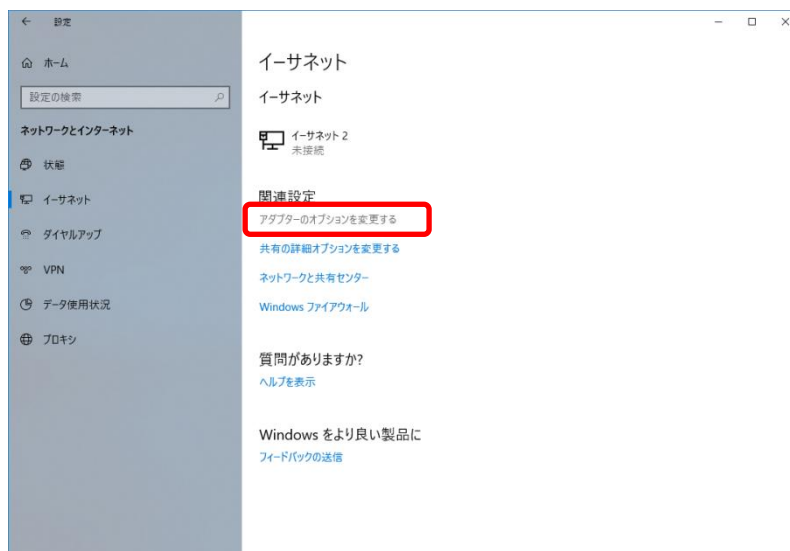 設定
ホーム
設定の検索
ネットワークとインターネット
状態
イーサネット
ダイヤルアップ
VPN
データ使用状況
プロキシ
イーサネット
イーサネット
イーサネット 2
未接続
関連設定
アダプターのオプションを変更する
共有の詳細オプションを変更する
ネットワークと共有センター
Windows ファイアウォール
質問がありますか?
ヘルプを表示
Windows をより良い製品に
フィードバックの送信